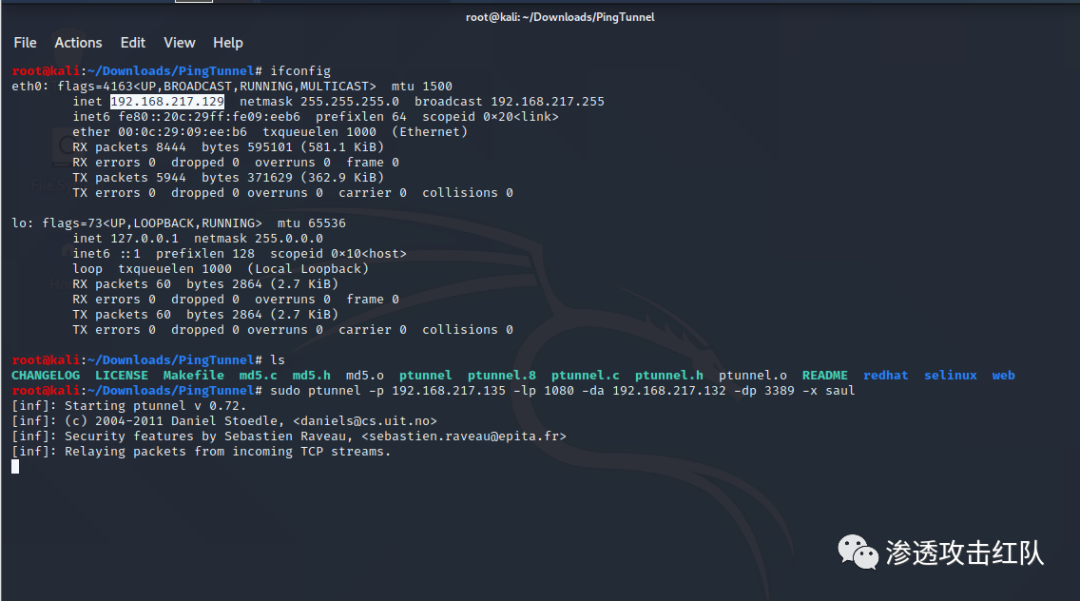 root@kali: ~/Downloads/PingTunnel
File Actions Edit View Help
root@kali:~/Downloads/PingTunnel# ifconfig
eth0: flags=4163<UP,BROADCAST,RUNNING,MULTICAST> mtu 1500
inet 192.168.217.129 netmask 255.255.255.0 broadcast 192.168.217.255
inet6 fe80::20c:29ff:fe09:eeb6 prefixlen 64 scopeid 0×20<link>
ether 00:0c:29:09:ee:b6 txqueuelen 1000 (Ethernet)
RX packets 8444 bytes 595101 (581.1 KiB)
RX errors 0 dropped 0 overruns 0 frame 0
TX packets 5944 bytes 371629 (362.9 KiB)
TX errors 0 dropped 0 overruns 0 carrier 0 collisions 0
lo: flags=73<UP,LOOPBACK,RUNNING> mtu 65536
inet 127.0.0.1 netmask 255.0.0.0
inet6 ::1 prefixlen 128 scopeid 0×10<host>
loop txqueuelen 1000 (Local Loopback)
RX packets 60 bytes 2864 (2.7 KiB)
RX errors 0 dropped 0 overruns 0 frame 0
TX packets 60 bytes 2864 (2.7 KiB)
TX errors 0 dropped 0 overruns 0 carrier 0 collisions 0
root@kali:~/Downloads/PingTunnel# ls
CHANGELOG LICENSE Makefile md5.c md5.h md5.o ptunnel ptunnel.8 ptunnel.c ptunnel.h ptunnel.o README redhat selinux web
root@kali:~/Downloads/PingTunnel# sudo ptunnel -p 192.168.217.135 -lp 1080 -da 192.168.217.132 -dp 3389 -x saul
[inf]: Starting ptunnel v 0.72.
[inf]: (c) 2004-2011 Daniel Stoedle, <daniels@cs.uit.no>
[inf]: Security features by Sebastien Raveau, <sebastien.raveau@epita.fr>
[inf]: Relaying packets from incoming TCP streams.
渗透攻击红队